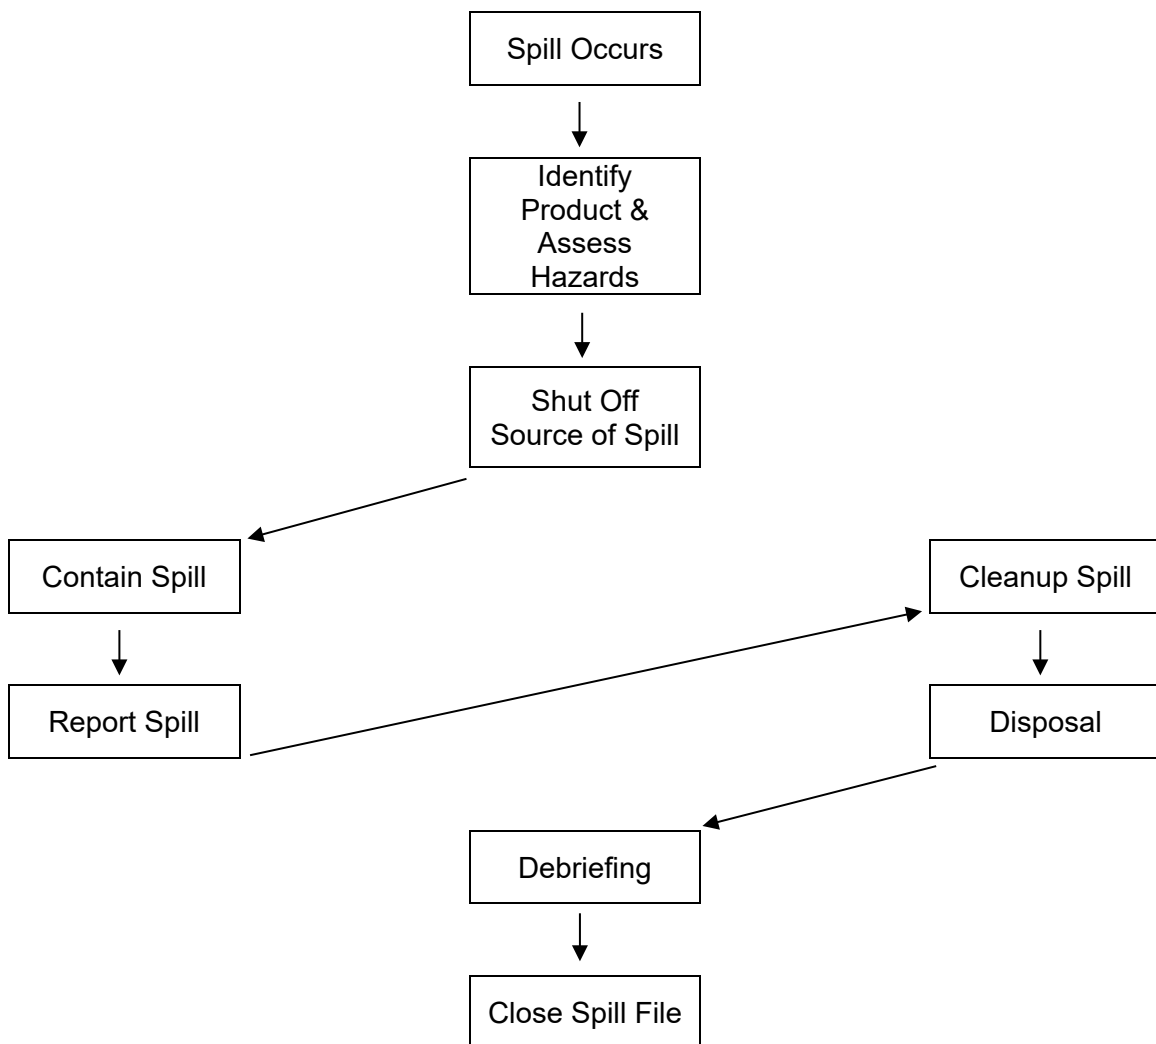 Spill Occurs
Identify
Product &
Assess
Hazards
Shut Off
Source of Spill
Contain Spill
Cleanup Spill
Report Spill
Disposal
Debriefing
Close Spill File